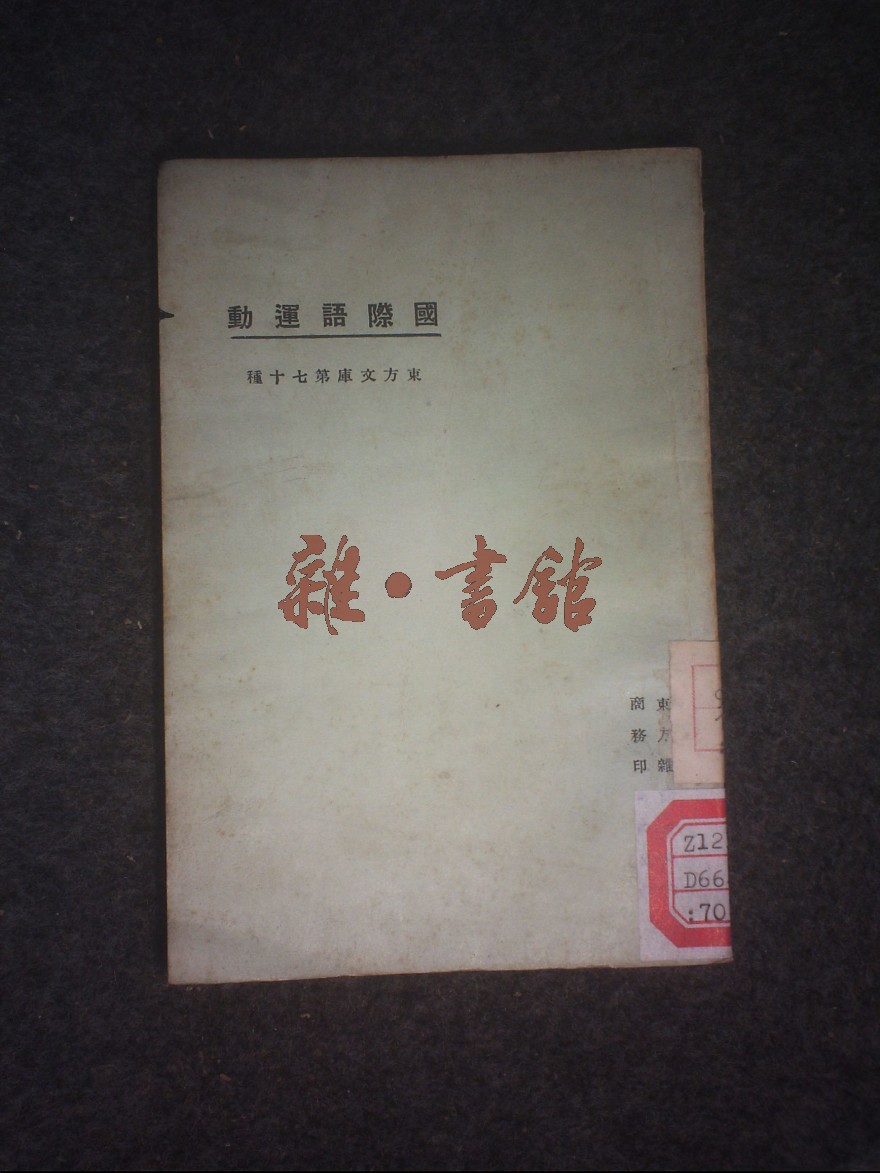 國際語運動
東方文庫第七十種
雜·書館
東方雜
商務印
Z12
D66
:70